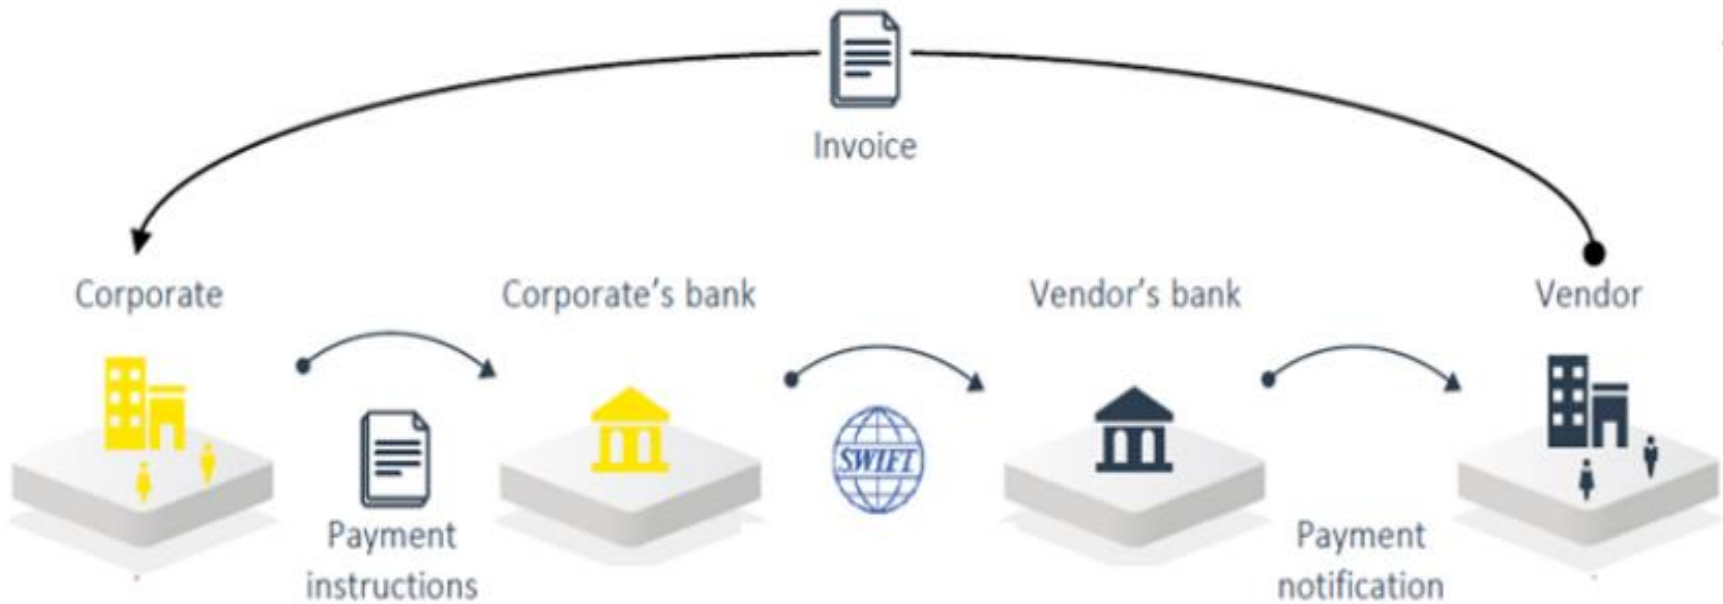 Invoice
Corporate
Corporate's bank
Vendor's bank
Vendor
SWIFT
Payment
instructions
Payment
notification